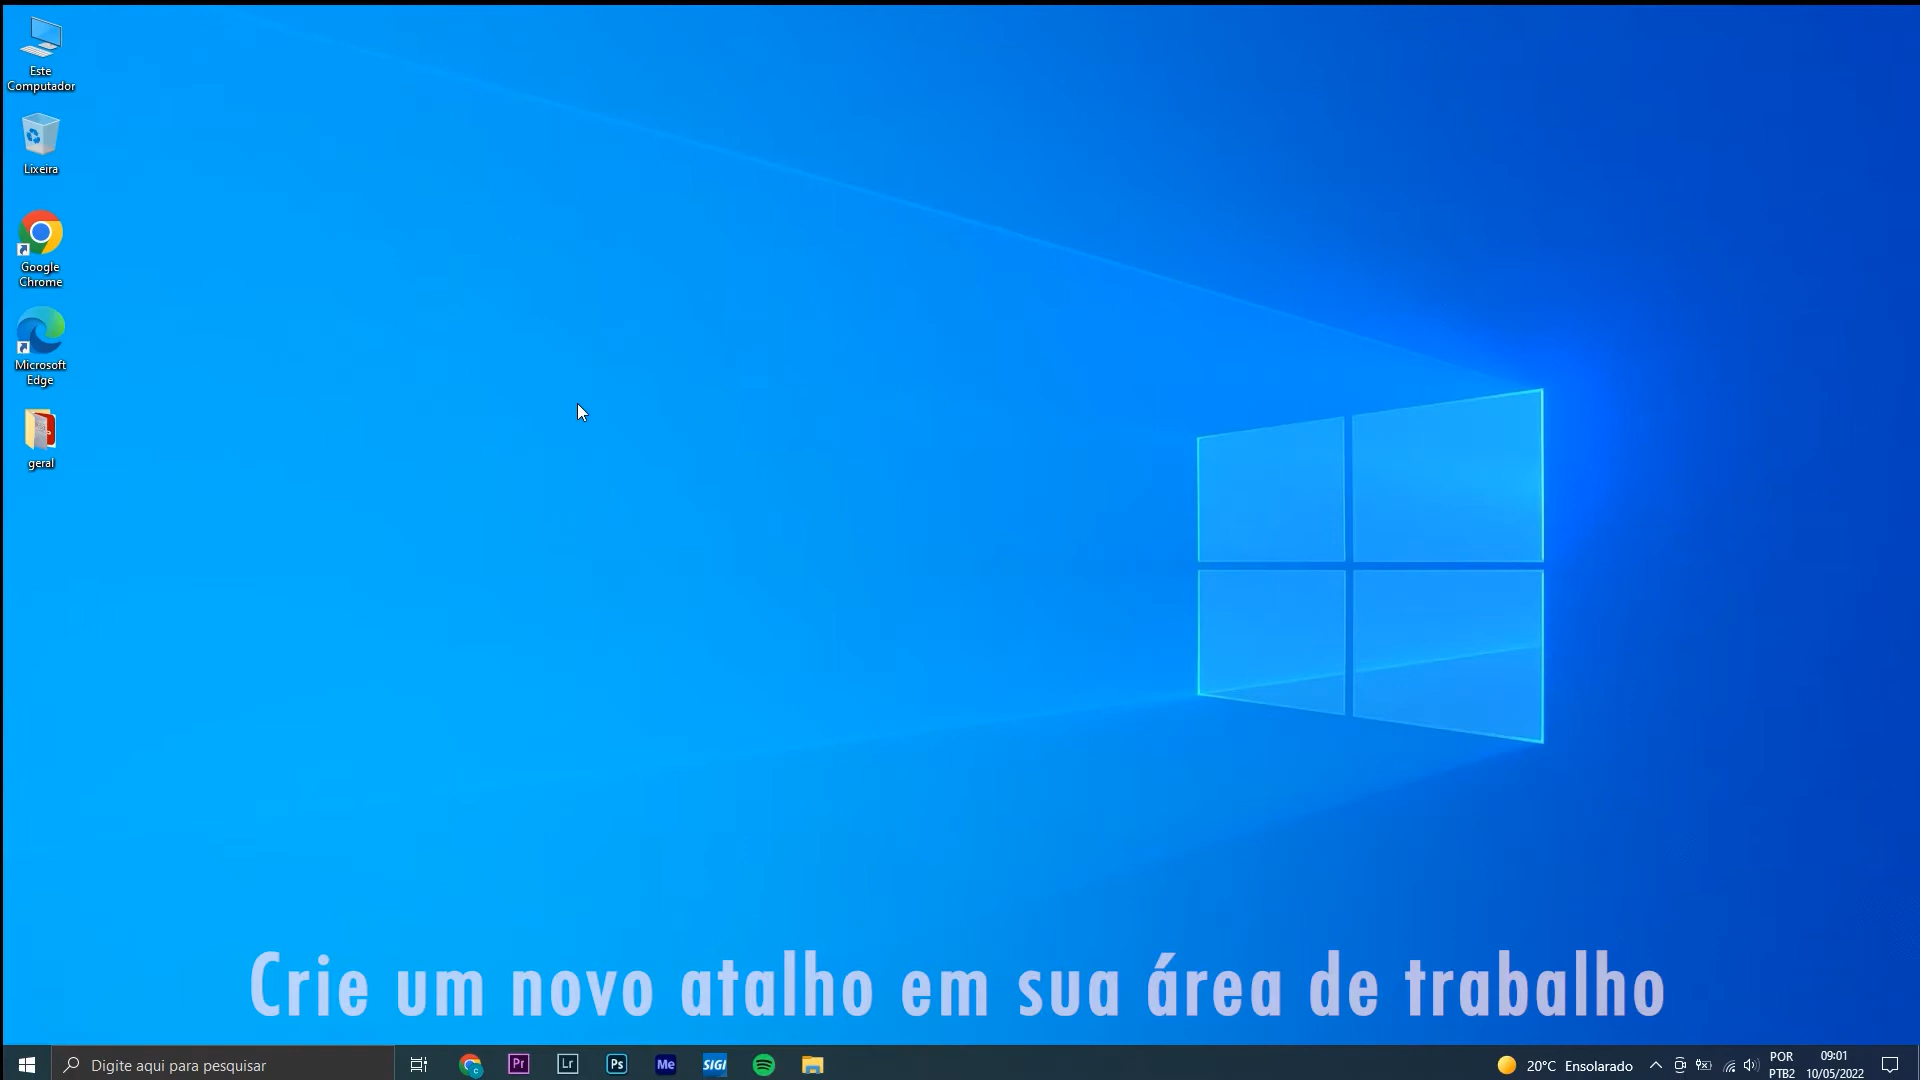 Este
Computador
Lixeira
Google
Chrome
Microsoft
Edge
geral
Crie um novo atalho em sua área de trabalho
Digite aqui para pesquisar
Pr
Lr
Ps
Me
SIGI
20°C Ensolarado
POR
PTB2
09:01
10/05/2022